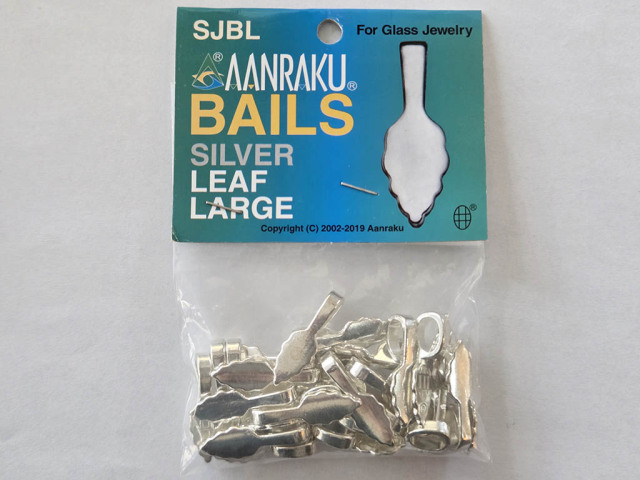 SJBL
For Glass Jewelry
® AANRAKU®
BAILS
SILVER
LEAF
LARGE
®
Copyright (C) 2002-2019 Aanraku